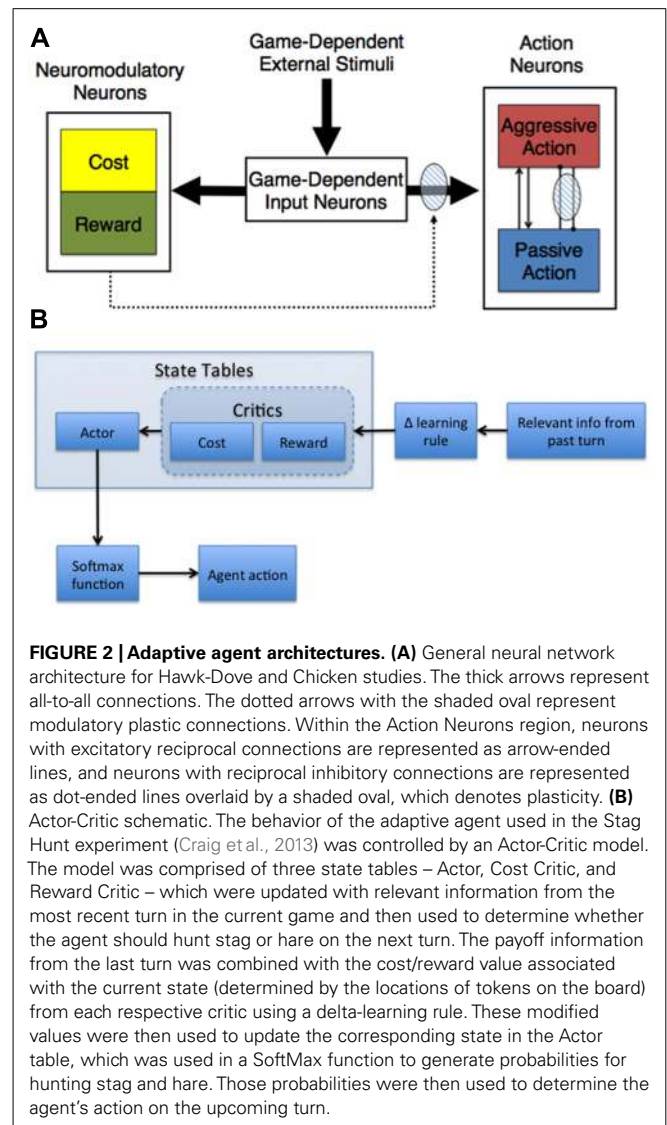 A
Game-Dependent
External Stimuli
Action
Neurons
Neuromodulatory
Neurons
Cost
Reward
Game-Dependent
Input Neurons
Aggressive
Action
Passive
Action
B
State Tables
Critics
Actor
Cost
Reward
Δ learning
rule
Relevant info from
past turn
Softmax
function
Agent action
FIGURE 2 | Adaptive agent architectures. (A) General neural network
architecture for Hawk-Dove and Chicken studies. The thick arrows represent
all-to-all connections. The dotted arrows with the shaded oval represent
modulatory plastic connections. Within the Action Neurons region, neurons
with excitatory reciprocal connections are represented as arrow-ended
lines, and neurons with reciprocal inhibitory connections are represented
as dot-ended lines overlaid by a shaded oval, which denotes plasticity. (B)
Actor-Critic schematic. The behavior of the adaptive agent used in the Stag
Hunt experiment (Craig et al., 2013) was controlled by an Actor-Critic model.
The model was comprised of three state tables – Actor, Cost Critic, and
Reward Critic – which were updated with relevant information from the
most recent turn in the current game and then used to determine whether
the agent should hunt stag or hare on the next turn. The payoff information
from the last turn was combined with the cost/reward value associated
with the current state (determined by the locations of tokens on the board)
from each respective critic using a delta-learning rule. These modified
values were then used to update the corresponding state in the Actor
table, which was used in a SoftMax function to generate probabilities for
hunting stag and hare. Those probabilities were then used to determine the
agent's action on the upcoming turn.